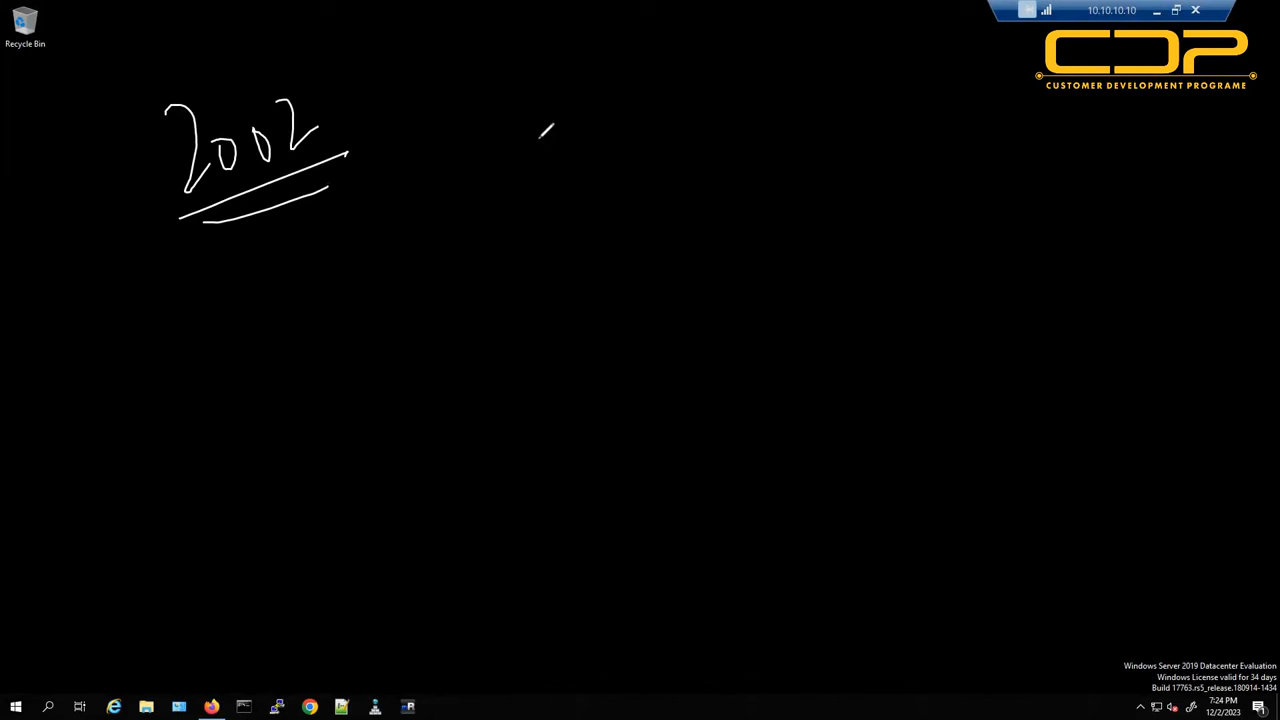 10.10.10.10
Recycle Bin
CDP
CUSTOMER DEVELOPMENT PROGRAME
2002
Windows Server 2019 Datacenter Evaluation
Windows License valid for 34 days
Build 17763.rs5_release.180914-1434
7:24 PM
12/2/2023